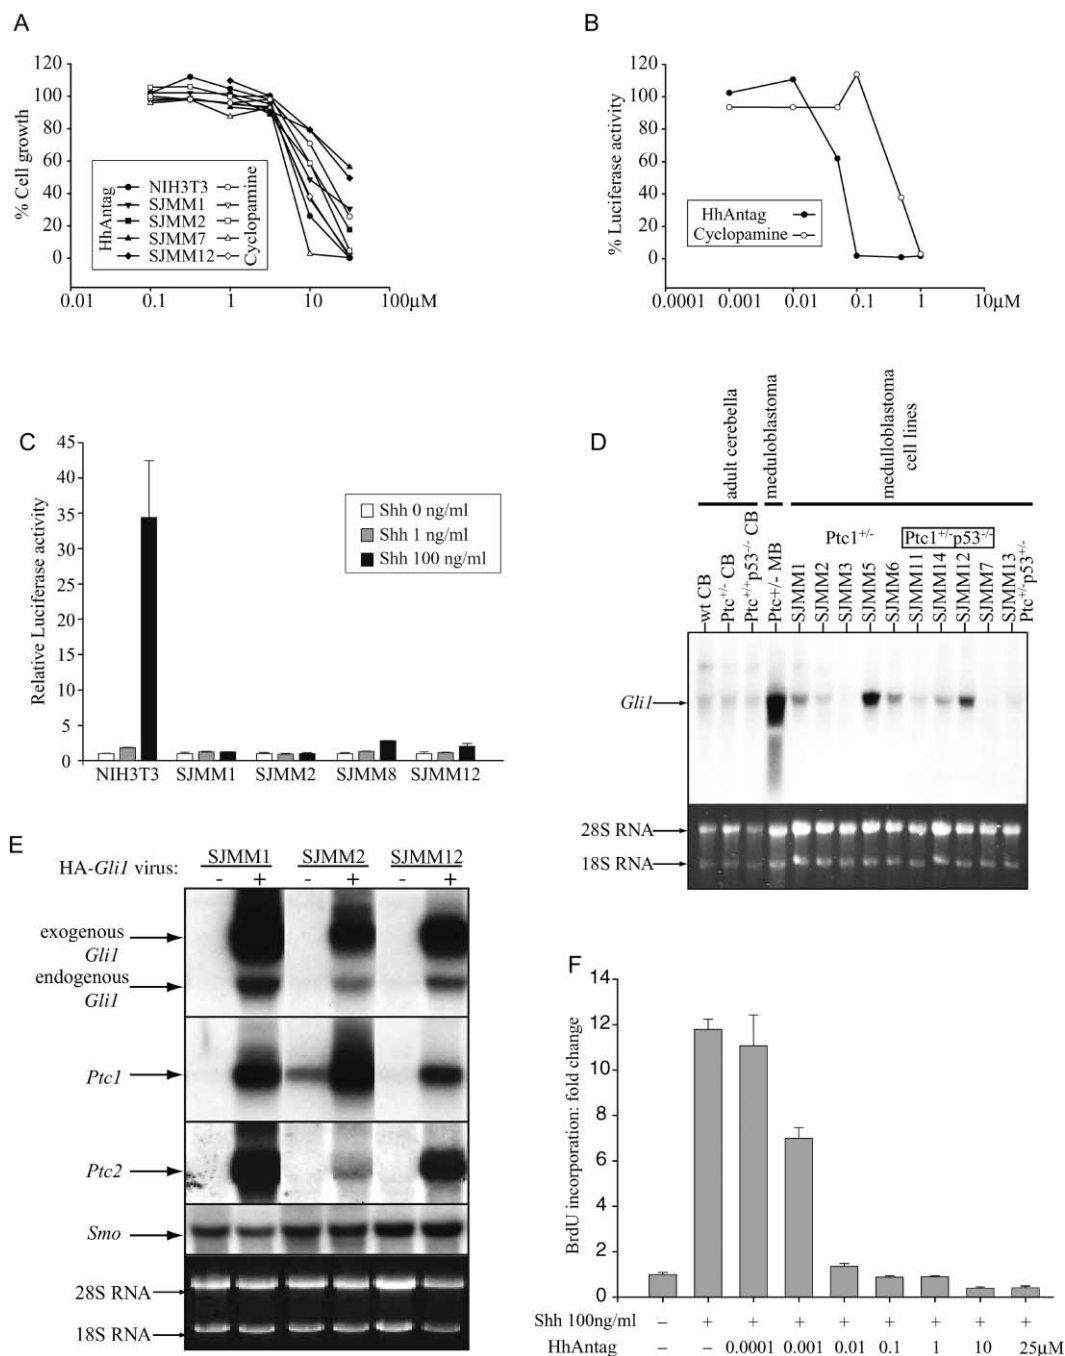 A
% Cell growth
120
100
80
60
40
20
0
0.01
0.1
1
10
100µM
HhAntag
NIH3T3
SJMM1
SJMM2
SJMM7
SJMM12
Cyclopamine
B
% Luciferase activity
120
100
80
60
40
20
0
0.0001
0.001
0.01
0.1
1
10µM
HhAntag
Cyclopamine
C
Relative Luciferase activity
45
40
35
30
25
20
15
10
5
0
Shh 0 ng/ml
Shh 1 ng/ml
Shh 100 ng/ml
NIH3T3 SJMM1 SJMM2 SJMM8 SJMM12
D
adult cerebella
meduloblastoma
medulloblastoma
cell lines
Ptc1+/-
Ptc1+/-p53-/-
wt CB
Ptc+/- CB
Ptc+/+p53-/- CB
Ptc+/- MB
SJMM1
SJMM2
SJMM3
SJMM5
SJMM6
SJMM11
SJMM14
SJMM12
SJMM7
SJMM13
Ptc+/-p53+/-
Gli1
28S RNA
18S RNA
E
SJMM1 SJMM2 SJMM12
HA-Gli1 virus: - + - + - +
exogenous
Gli1
endogenous
Gli1
Ptc1
Ptc2
Smo
28S RNA
18S RNA
F
BrdU incorporation: fold change
14
12
10
8
6
4
2
0
Shh 100ng/ml – + + + + + + + +
HhAntag – – 0.0001 0.001 0.01 0.1 1 10 25µM